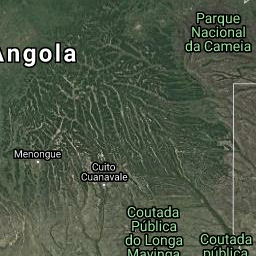 Parque
Nacional
da Cameia
Angola
Menongue
Cuito
Cuanavale
Coutada
Pública
do Longa
Mavinga
Coutada
pública